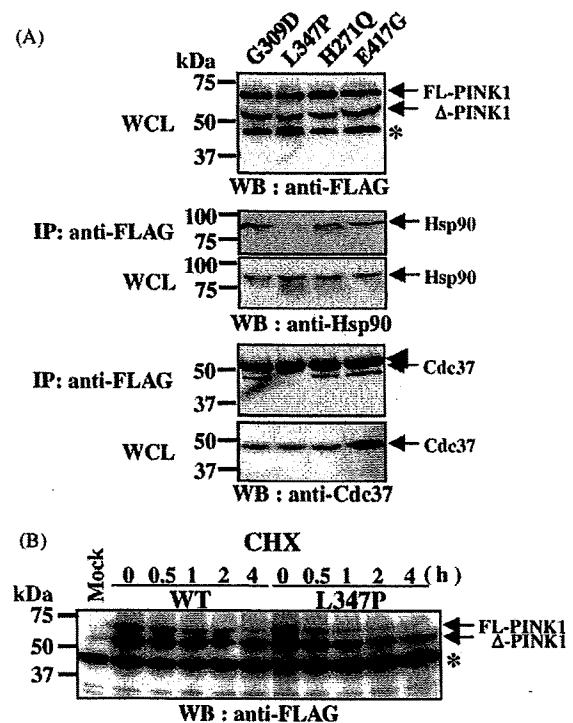 (A)
G309D L347P H271Q E417G
kDa
75
50
37
WCL
FL-PINK1
Δ-PINK1
*
WB : anti-FLAG
IP: anti-FLAG
100
75
Hsp90
WCL
100
75
Hsp90
WB : anti-Hsp90
IP: anti-FLAG
50
37
Cdc37
WCL
50
37
Cdc37
WB : anti-Cdc37
(B)
CHX
Mock 0 0.5 1 2 4 0 0.5 1 2 4 (h)
kDa
WT L347P
75
50
37
FL-PINK1
Δ-PINK1
*
WB : anti-FLAG